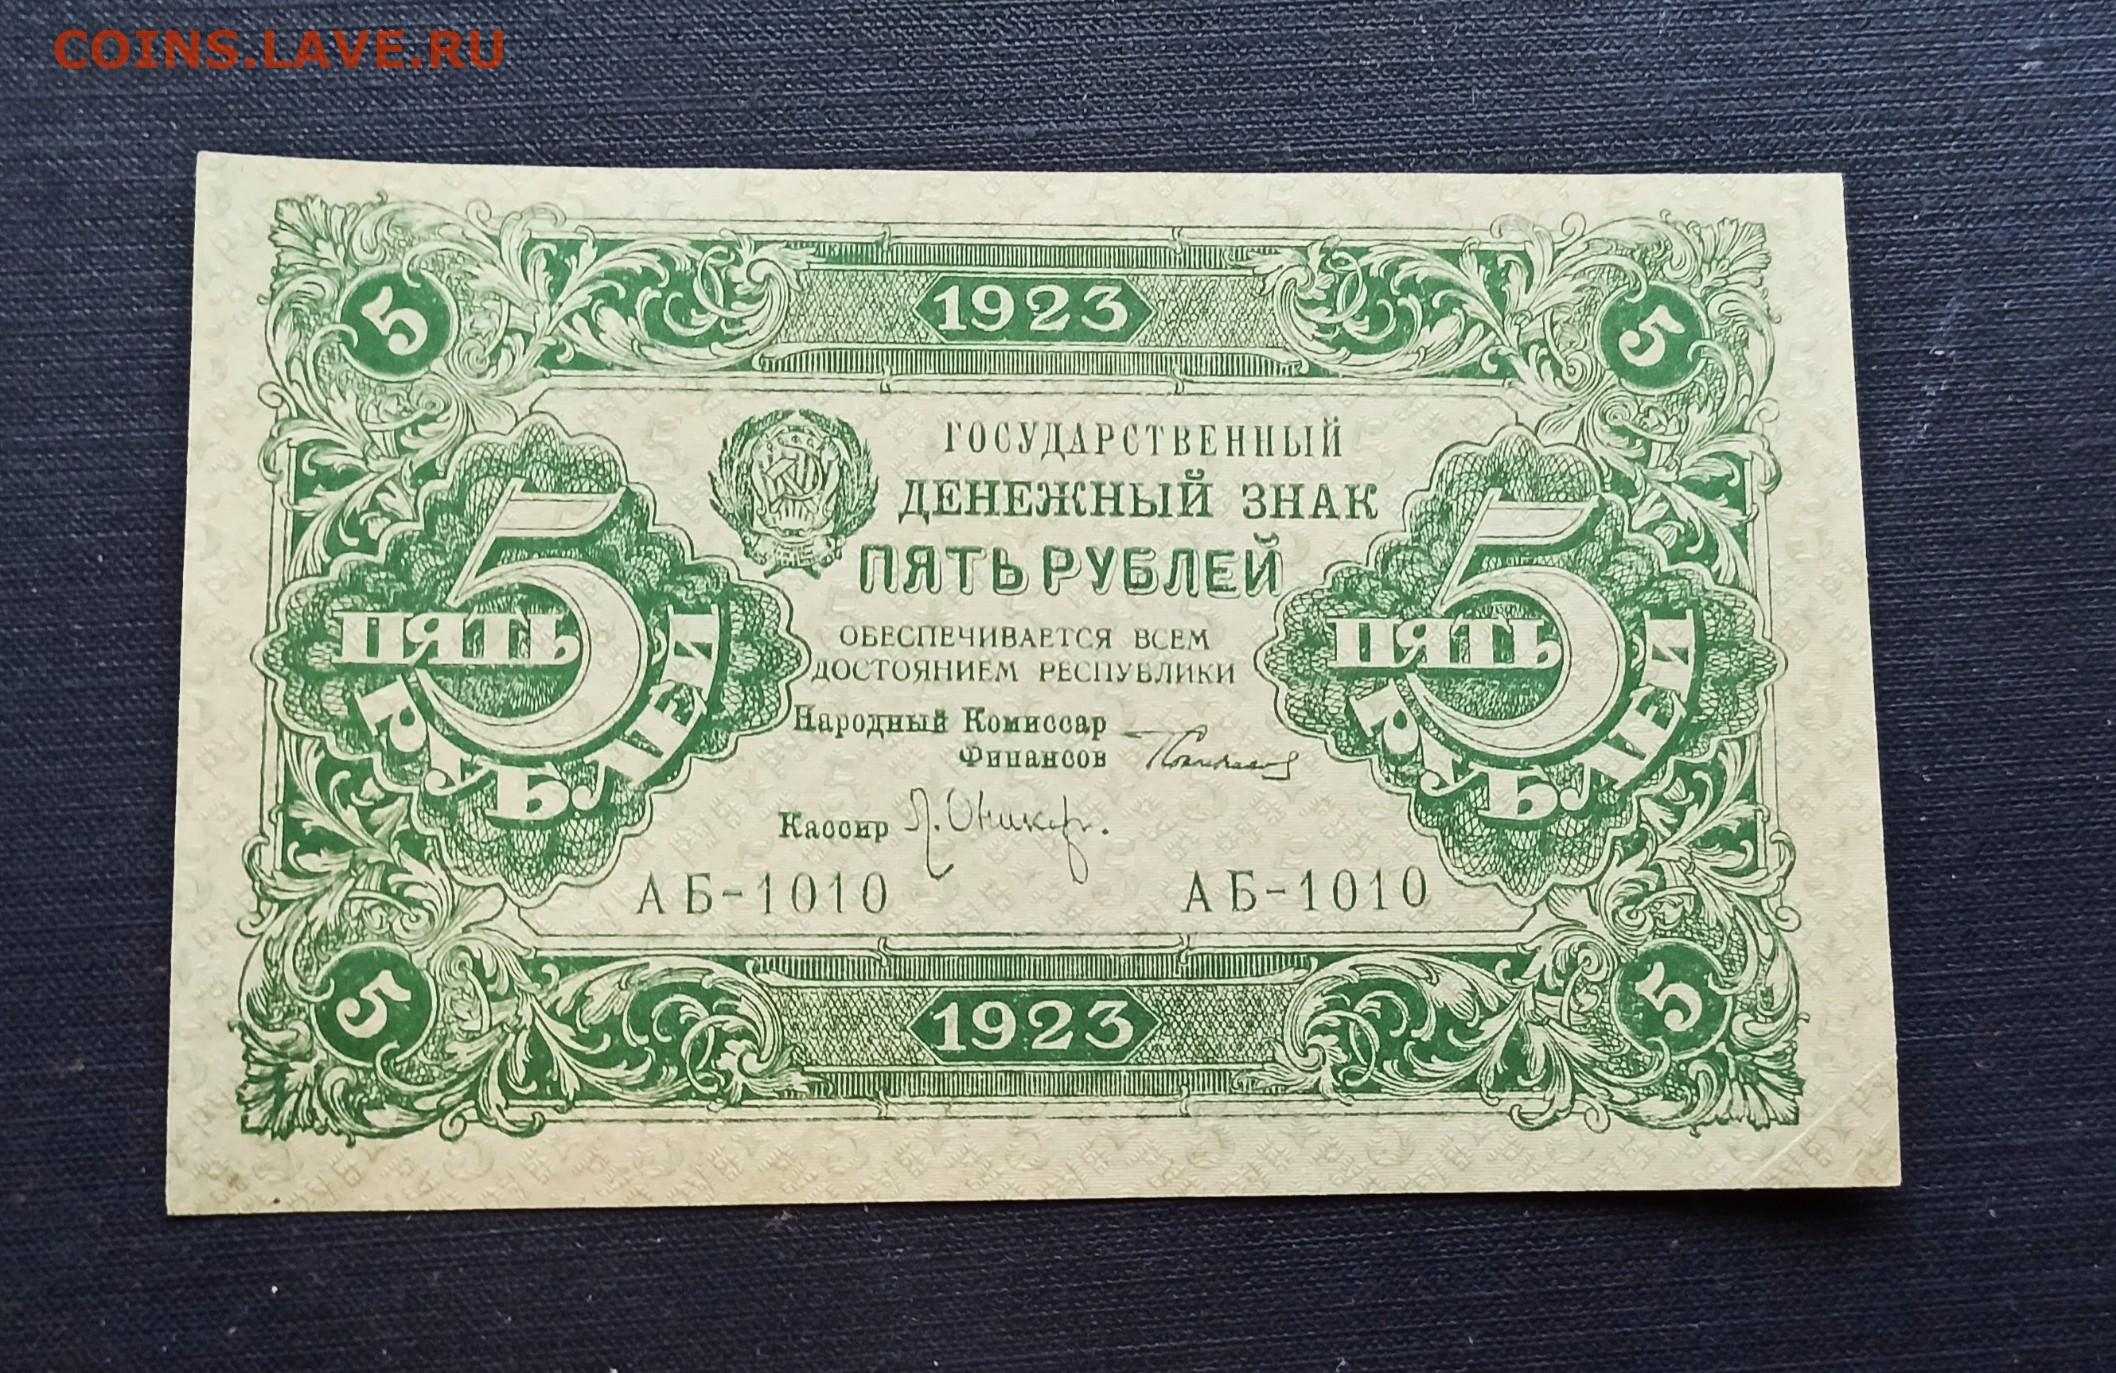 COINS.LAVE.RU
5 1923 5
ГОСУДАРСТВЕННЫЙ
ДЕНЕЖНЫЙ ЗНАК
ПЯТЬ РУБЛЕЙ
5 ПЯТЬ РУБЛЕЙ
5 ПЯТЬ РУБЛЕЙ
ОБЕСПЕЧИВАЕТСЯ ВСЕМ
ДОСТОЯНИЕМ РЕСПУБЛИКИ
Народный Комиссар
Финансов
Кассир
АБ-1010 АБ-1010
5 1923 5